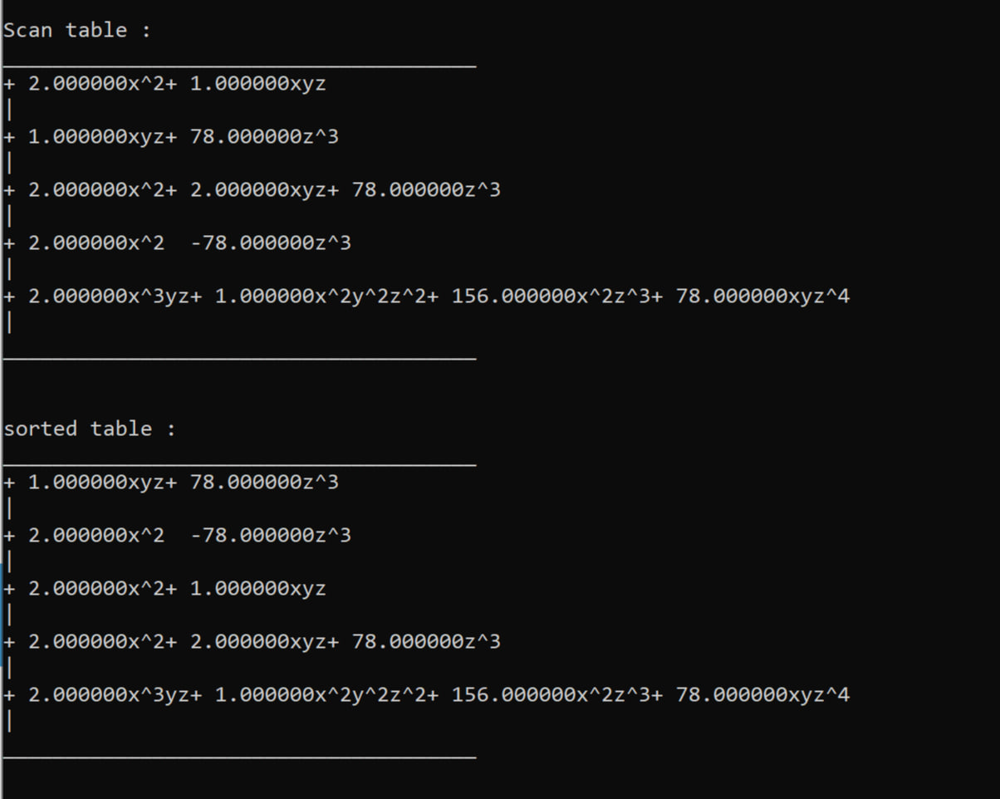 Scan table :
______________________________________
+ 2.000000x^2+ 1.000000xyz
|
+ 1.000000xyz+ 78.000000z^3
|
+ 2.000000x^2+ 2.000000xyz+ 78.000000z^3
|
+ 2.000000x^2  -78.000000z^3
|
+ 2.000000x^3yz+ 1.000000x^2y^2z^2+ 156.000000x^2z^3+ 78.000000xyz^4
|
______________________________________
sorted table :
______________________________________
+ 1.000000xyz+ 78.000000z^3
|
+ 2.000000x^2  -78.000000z^3
|
+ 2.000000x^2+ 1.000000xyz
|
+ 2.000000x^2+ 2.000000xyz+ 78.000000z^3
|
+ 2.000000x^3yz+ 1.000000x^2y^2z^2+ 156.000000x^2z^3+ 78.000000xyz^4
|
______________________________________